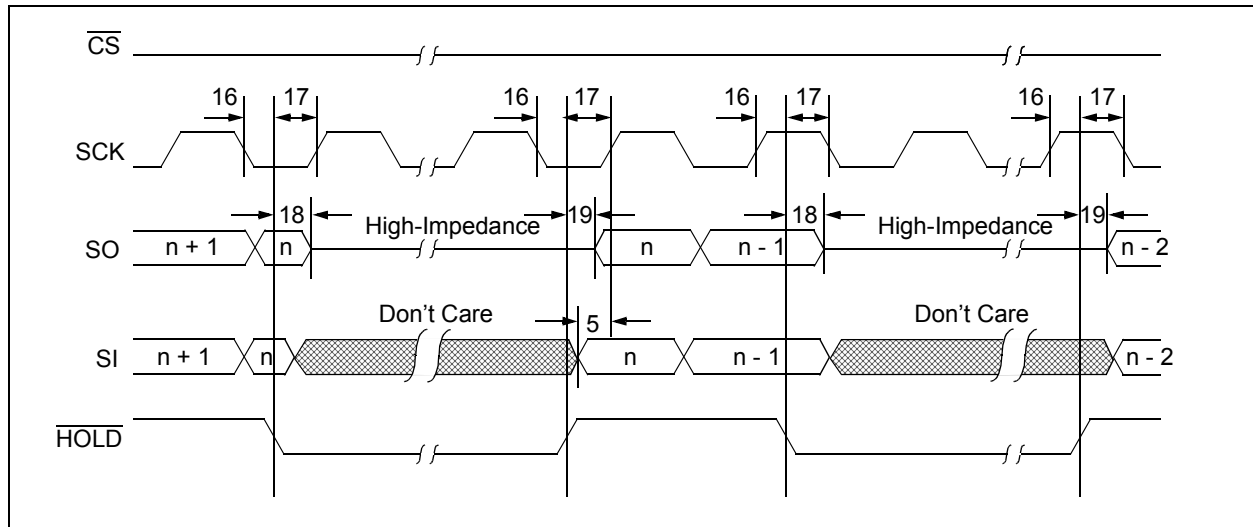 CS
16 17 16 17 16 17 16 17
SCK
18 High-Impedance 19 18 High-Impedance 19
SO n + 1 n n n - 1 n - 2
Don't Care 5 Don't Care
SI n + 1 n n n - 1 n - 2
HOLD